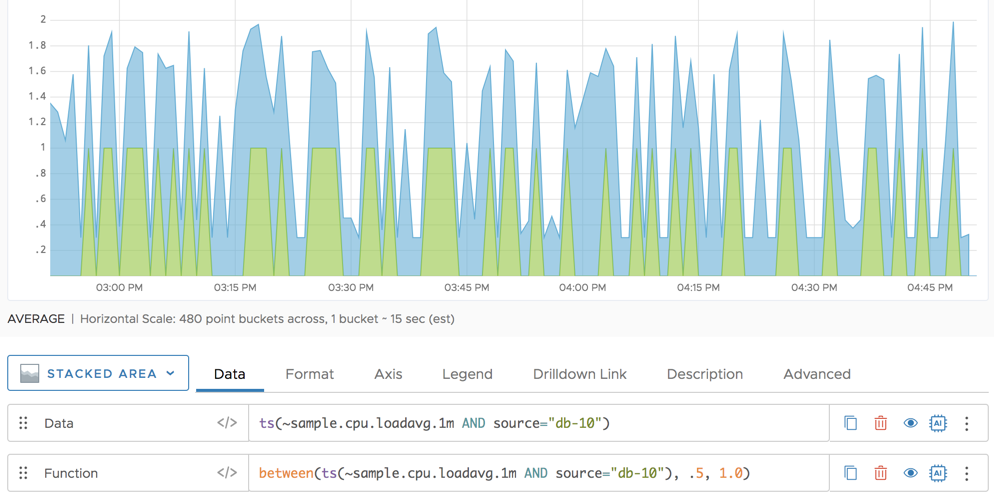 2
1.8
1.6
1.4
1.2
1
.8
.6
.4
.2
03:00 PM 03:15 PM 03:30 PM 03:45 PM 04:00 PM 04:15 PM 04:30 PM 04:45 PM
AVERAGE | Horizontal Scale: 480 point buckets across, 1 bucket ~ 15 sec (est)
STACKED AREA Data Format Axis Legend Drilldown Link Description Advanced
Data </> ts(~sample.cpu.loadavg.1m AND source="db-10") AI
Function </> between(ts(~sample.cpu.loadavg.1m AND source="db-10"), .5, 1.0) AI